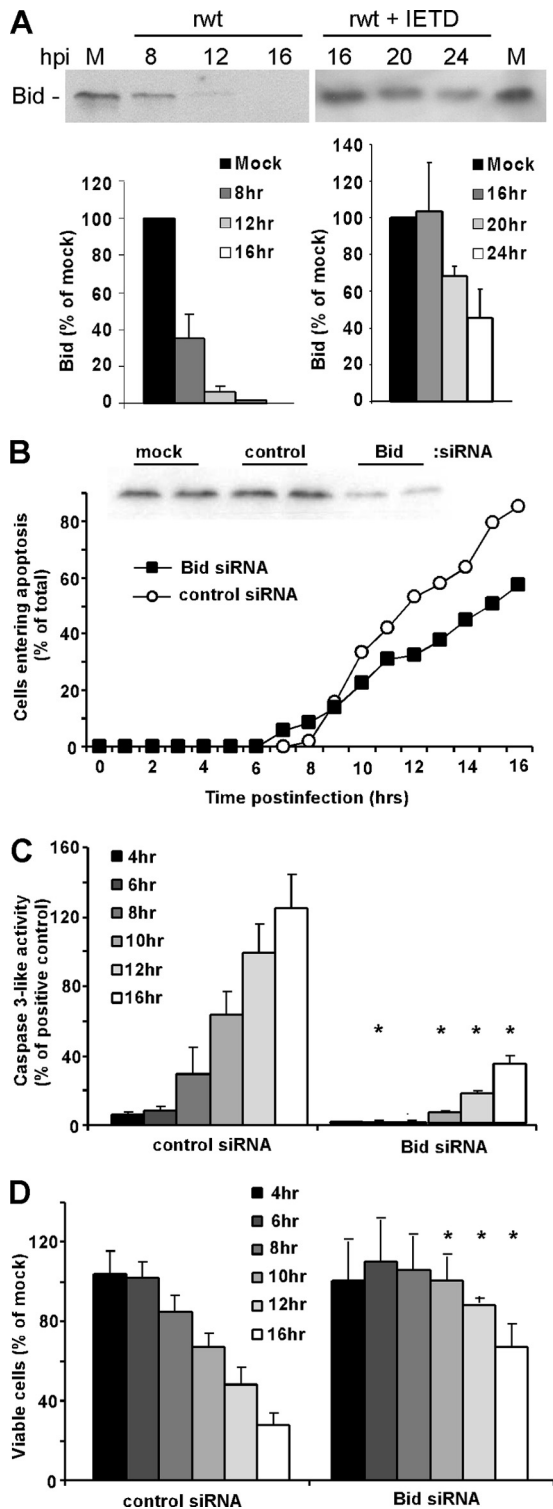 A
rwt
rwt + IETD
hpi M 8 12 16
16 20 24 M
Bid -
120
100
80
60
40
20
0
Bid (% of mock)
Mock
8hr
12hr
16hr
140
120
100
80
60
40
20
0
Bid (% of mock)
Mock
16hr
20hr
24hr
B
mock control Bid :siRNA
80
60
40
20
0
Cells entering apoptosis
(% of total)
Bid siRNA
control siRNA
0 2 4 6 8 10 12 14 16
Time postinfection (hrs)
C
160
120
80
40
0
Caspase 3-like activity
(% of positive control)
4hr
6hr
8hr
10hr
12hr
16hr
* * * *
control siRNA
Bid siRNA
D
120
80
40
0
Viable cells (% of mock)
4hr
6hr
8hr
10hr
12hr
16hr
* * *
control siRNA
Bid siRNA